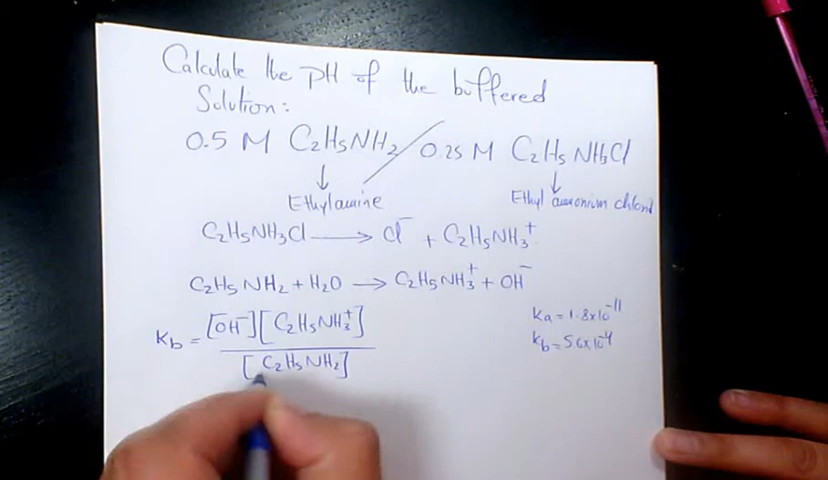 Calculate the pH of the buffered
Solution:
0.5 M C2H5NH2 / 0.25 M C2H5NH3Cl
↓ ↓
Ethylamine Ethyl ammonium chlorid
C2H5NH3Cl ⟶ Cl⁻ + C2H5NH3⁺
C2H5NH2 + H2O ⟶ C2H5NH3⁺ + OH⁻
Kb = [OH⁻][C2H5NH3⁺]
[C2H5NH2]
Ka = 1.8x10⁻¹¹
Kb = 5.6x10⁻⁴